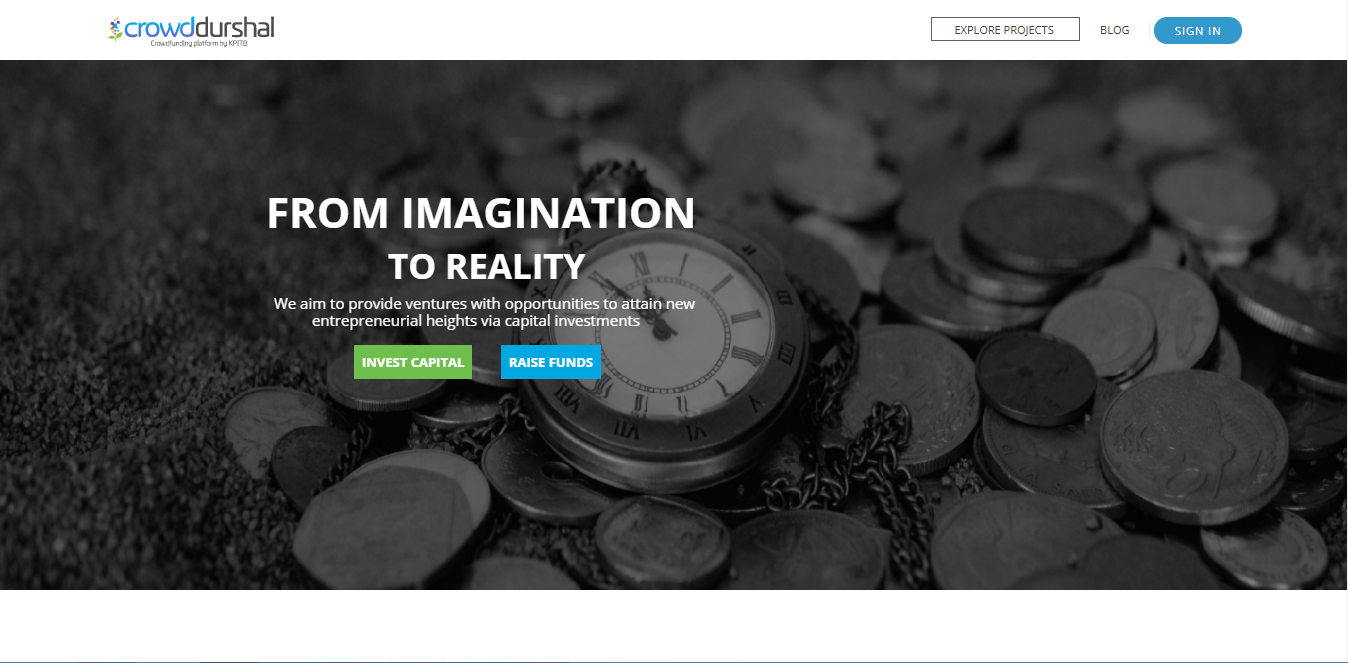 crowddurshal
Crowdfunding platform by KPITB
EXPLORE PROJECTS
BLOG
SIGN IN
FROM IMAGINATION
TO REALITY
We aim to provide ventures with opportunities to attain new
entrepreneurial heights via capital investments
INVEST CAPITAL
RAISE FUNDS